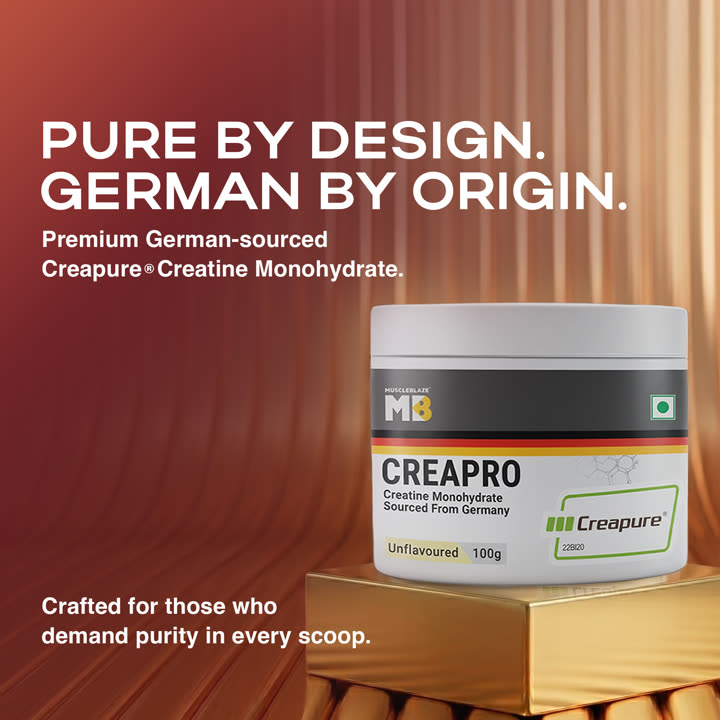 PURE BY DESIGN.
GERMAN BY ORIGIN.
Premium German-sourced
Creapure® Creatine Monohydrate.
MUSCLEBLAZE
MB
CREAPRO
Creatine Monohydrate
Sourced From Germany
Creapure®
22BI20
Unflavoured 100g
Crafted for those who
demand purity in every scoop.